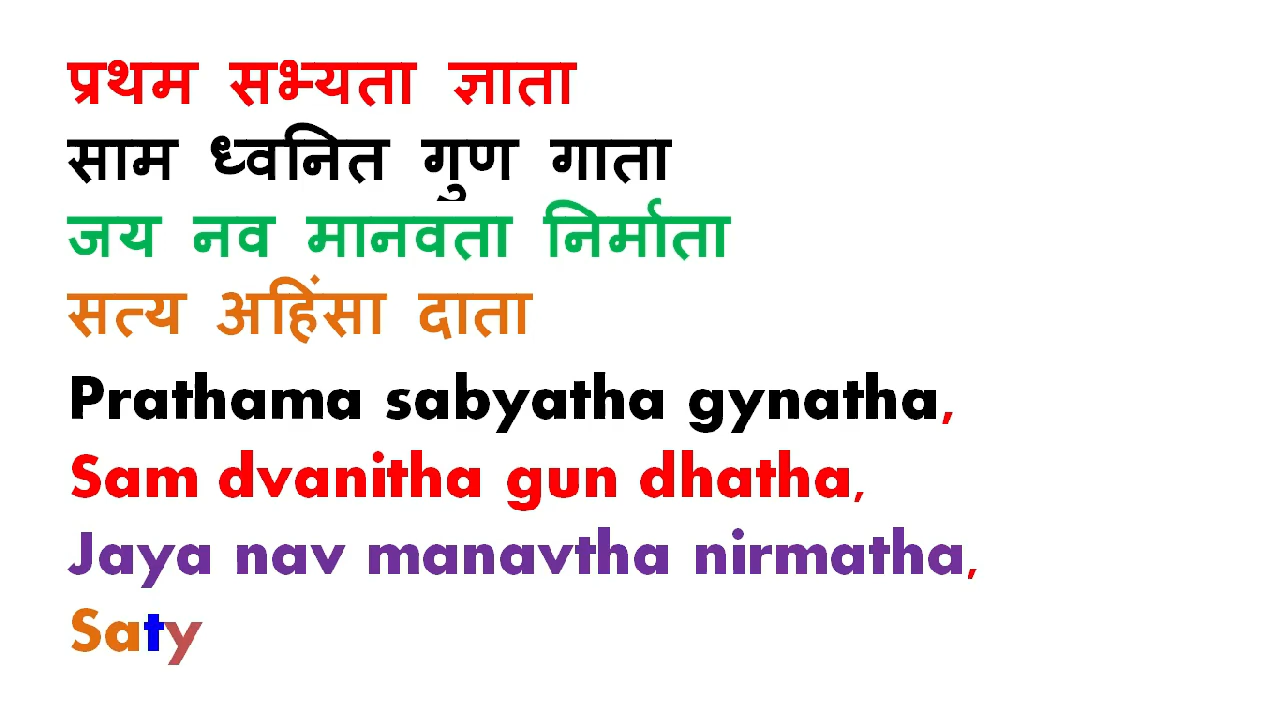 प्रथम सभ्यता ज्ञाता
साम ध्वनित गुण गाता
जय नव मानवता निर्माता
सत्य अहिंसा दाता
Prathama sabyatha gynatha,
Sam dvanitha gun dhatha,
Jaya nav manavtha nirmatha,
Saty